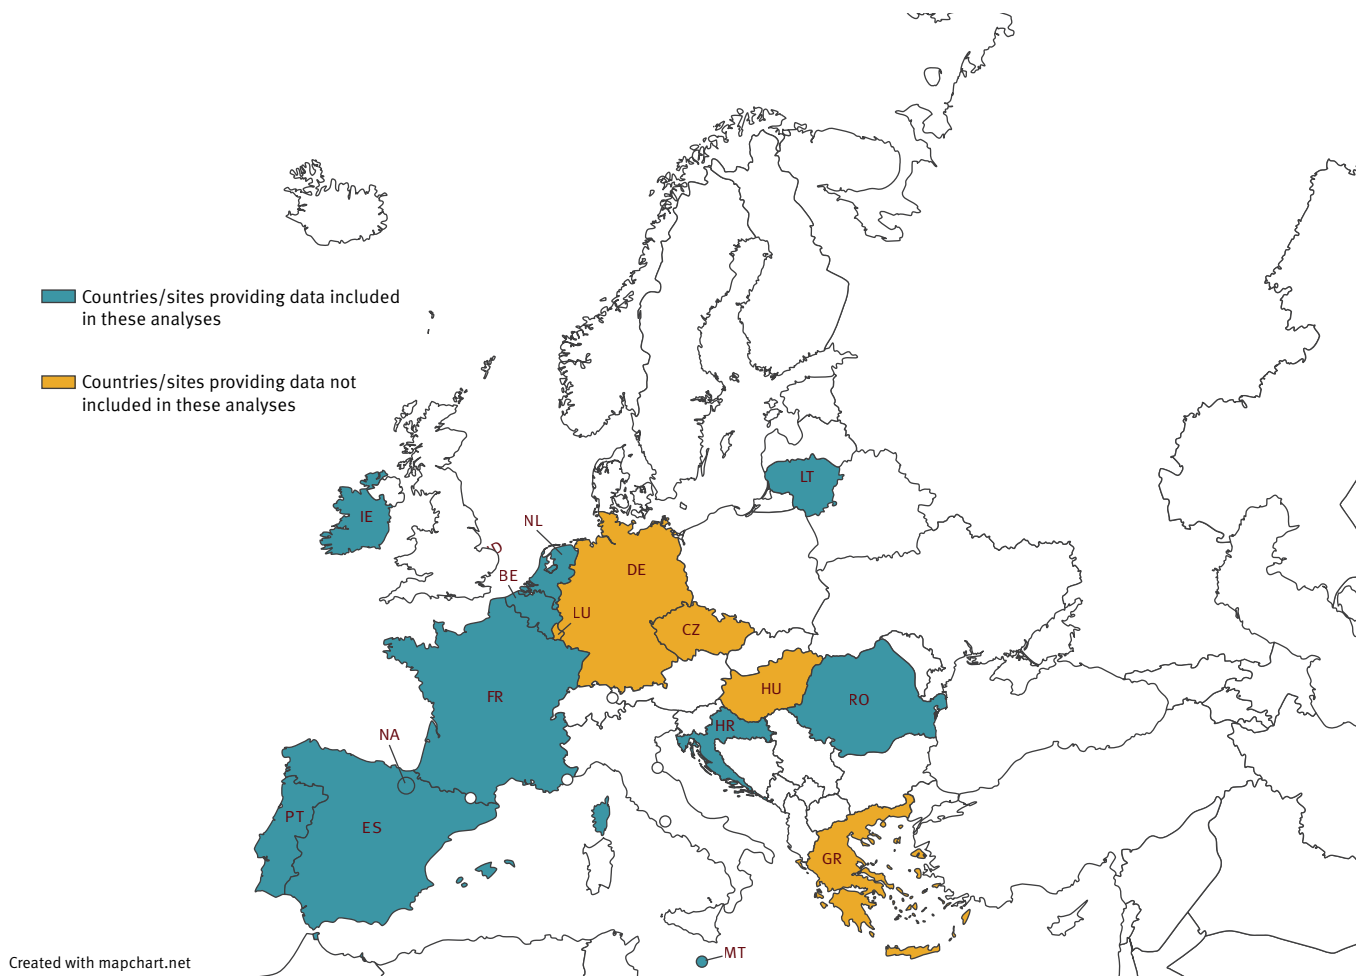 Countries/sites providing data included
in these analyses
Countries/sites providing data not
included in these analyses
LT
IE
NL
D
BE
DE
LU
CZ
FR
HU
RO
HR
NA
PT
ES
GR
MT
Created with mapchart.net